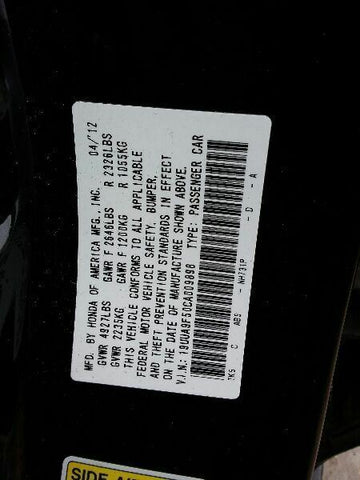 MFD. BY HONDA OF AMERICA MFG., INC. 04/12
GVWR 4927LBS GAWR F 2646LBS R 2326LBS
GVWR 2235KG GAWR F 1200KG R 1055KG
THIS VEHICLE CONFORMS TO ALL APPLICABLE
FEDERAL MOTOR VEHICLE SAFETY, BUMPER,
AND THEFT PREVENTION STANDARDS IN EFFECT
ON THE DATE OF MANUFACTURE SHOWN ABOVE.
V.I.N.: 19UUA9F50CA009898 TYPE: PASSENGER CAR
TK5 C AB9 NH731P D A
SIDE